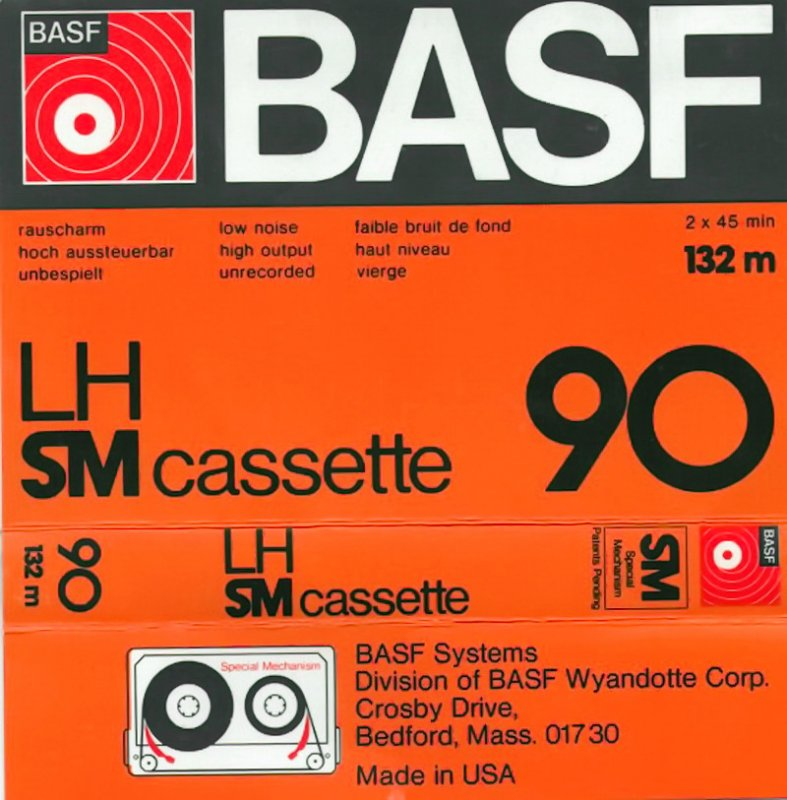 BASF
BASF
rauscharm
hoch aussteuerbar
unbespielt
low noise
high output
unrecorded
faible bruit de fond
haut niveau
vierge
2 x 45 min
132 m
LH
SM cassette
90
90
132 m
LH
SM cassette
SM
Special
Mechanism
Patents Pending
BASF
Special Mechanism
BASF Systems
Division of BASF Wyandotte Corp.
Crosby Drive,
Bedford, Mass. 01730
Made in USA